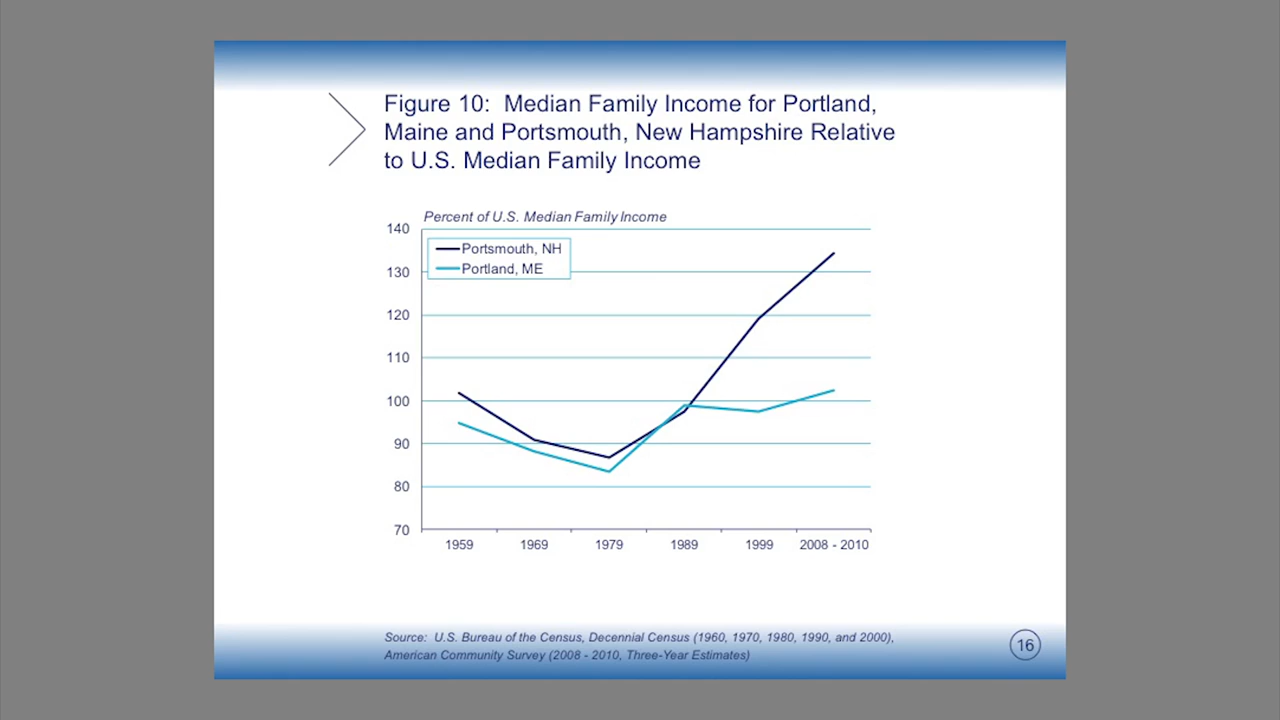 Figure 10:  Median Family Income for Portland,
Maine and Portsmouth, New Hampshire Relative
to U.S. Median Family Income
Percent of U.S. Median Family Income
140
130
120
110
100
90
80
70
Portsmouth, NH
Portland, ME
1959 1969 1979 1989 1999 2008 - 2010
Source:  U.S. Bureau of the Census, Decennial Census (1960, 1970, 1980, 1990, and 2000),
American Community Survey (2008 - 2010, Three-Year Estimates)
16